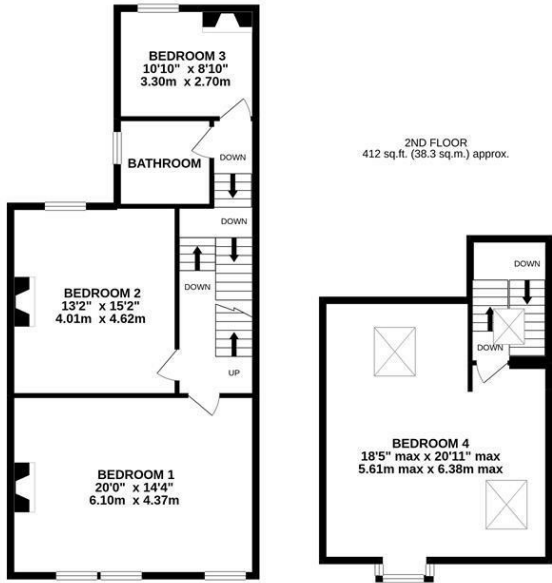 BEDROOM 3
10'10" x 8'10"
3.30m x 2.70m
DOWN
BATHROOM
DOWN
BEDROOM 2
13'2" x 15'2"
4.01m x 4.62m
DOWN
UP
BEDROOM 1
20'0" x 14'4"
6.10m x 4.37m
2ND FLOOR
412 sq.ft. (38.3 sq.m.) approx.
DOWN
DOWN
BEDROOM 4
18'5" max x 20'11" max
5.61m max x 6.38m max